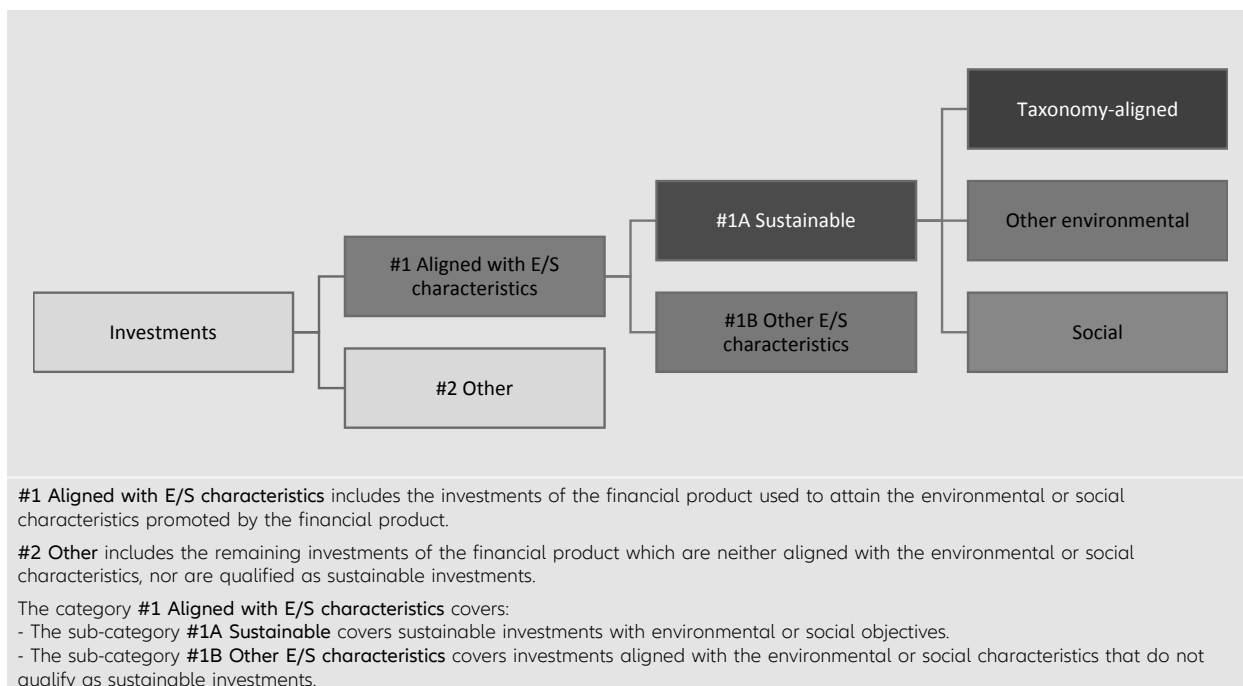 Taxonomy-aligned
#1A Sustainable
Other environmental
#1 Aligned with E/S
characteristics
Investments
#1B Other E/S
characteristics
Social
#2 Other
#1 Aligned with E/S characteristics includes the investments of the financial product used to attain the environmental or social
characteristics promoted by the financial product.
#2 Other includes the remaining investments of the financial product which are neither aligned with the environmental or social
characteristics, nor are qualified as sustainable investments.
The category #1 Aligned with E/S characteristics covers:
- The sub-category #1A Sustainable covers sustainable investments with environmental or social objectives.
- The sub-category #1B Other E/S characteristics covers investments aligned with the environmental or social characteristics that do not
qualify as sustainable investments.